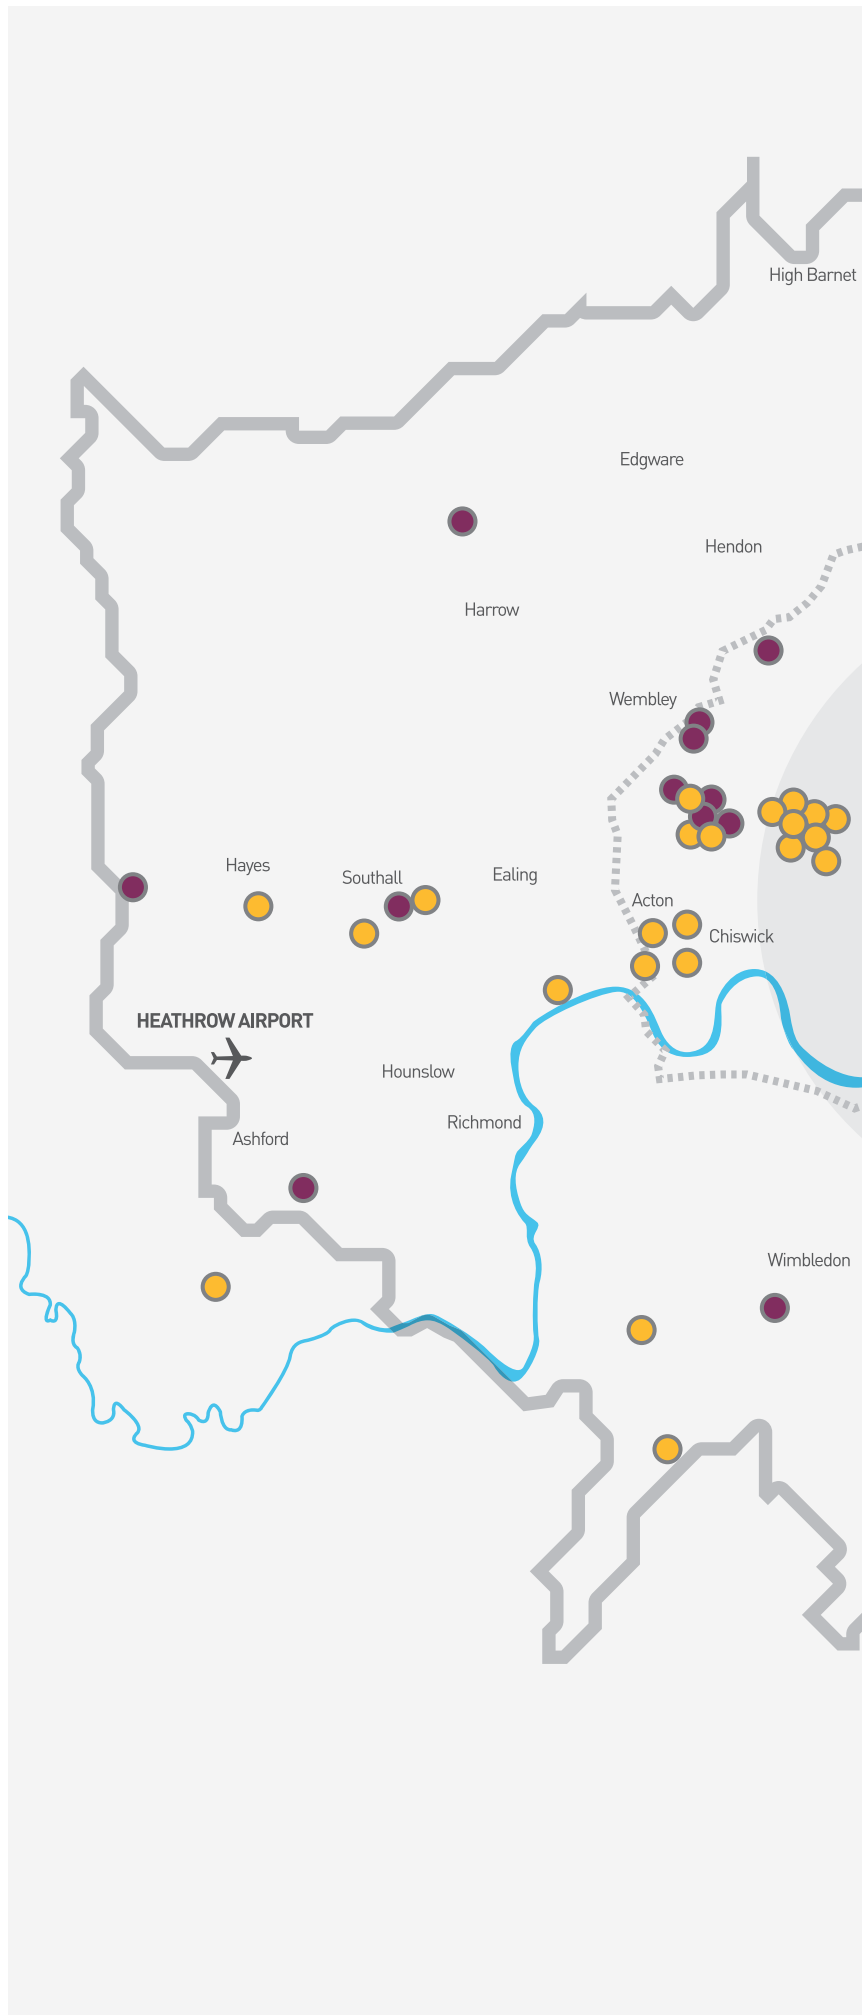 High Barnet
Edgware
Hendon
Harrow
Wembley
Hayes
Southall
Ealing
Acton
Chiswick
HEATHROW AIRPORT
Hounslow
Richmond
Ashford
Wimbledon